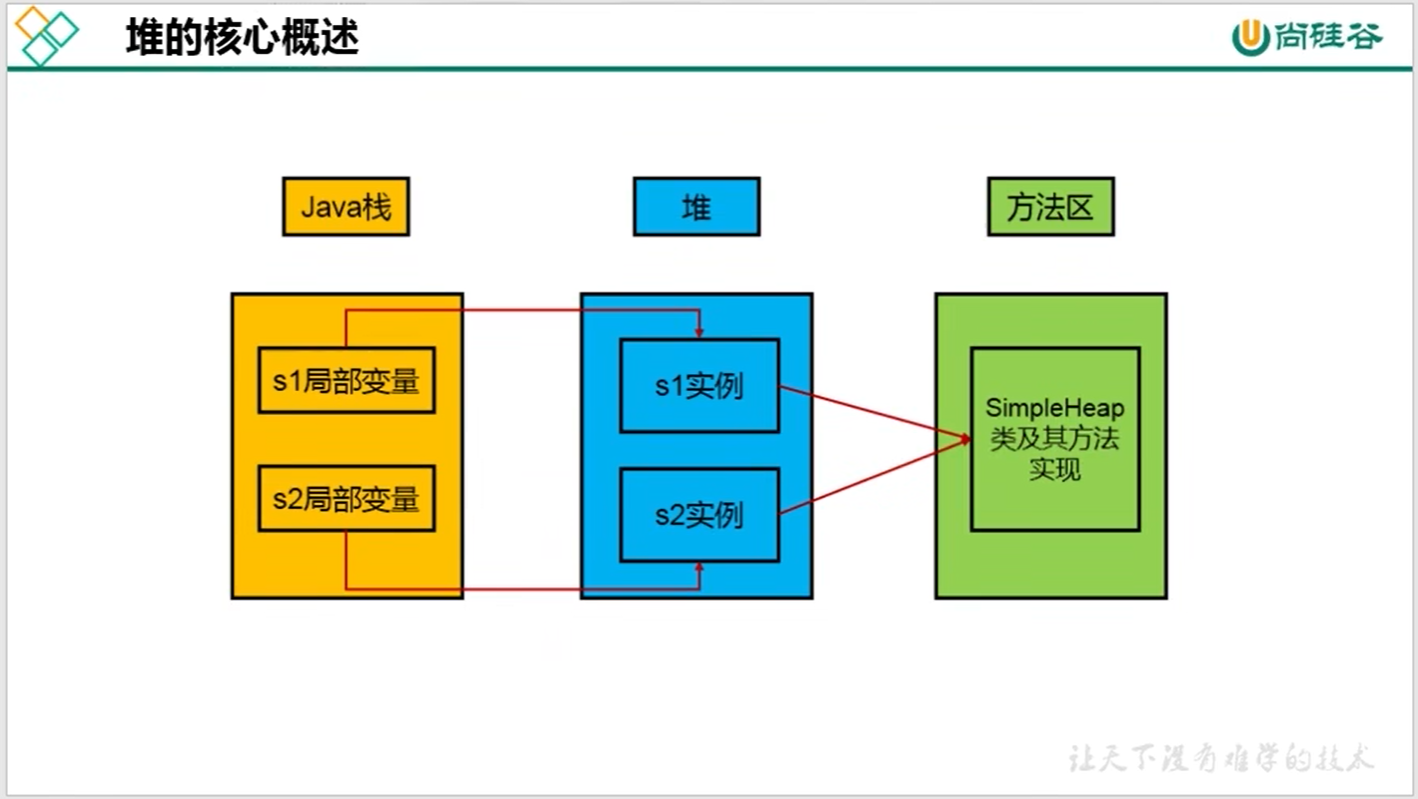 堆的核心概述
尚硅谷
Java栈
堆
方法区
s1局部变量
s2局部变量
s1实例
s2实例
SimpleHeap
类及其方法
实现
让天下没有难学的技术